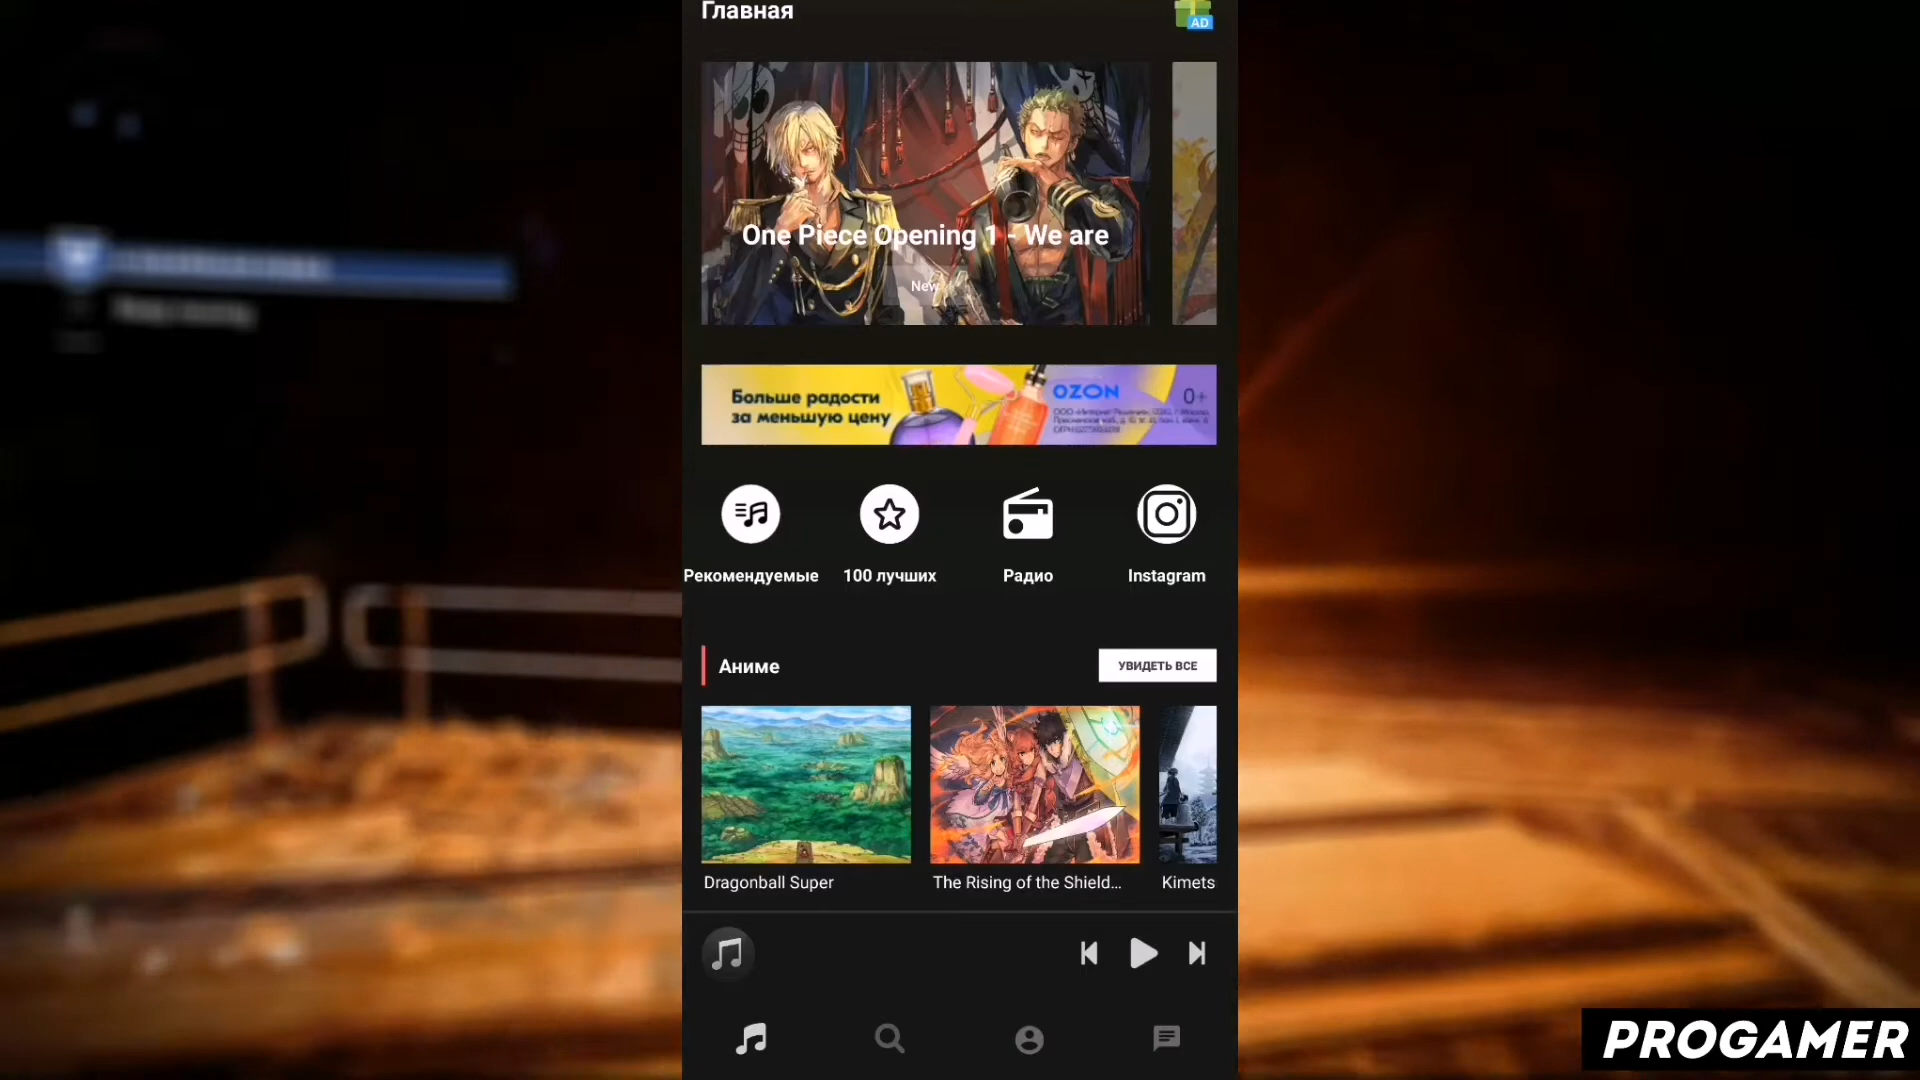 Главная
AD
One Piece Opening 1 - We are
New
Больше радости
за меньшую цену
OZON
0+
Рекомендуемые
100 лучших
Радио
Instagram
Аниме
УВИДЕТЬ ВСЕ
Dragonball Super
The Rising of the Shield...
Kimets
PROGAMER